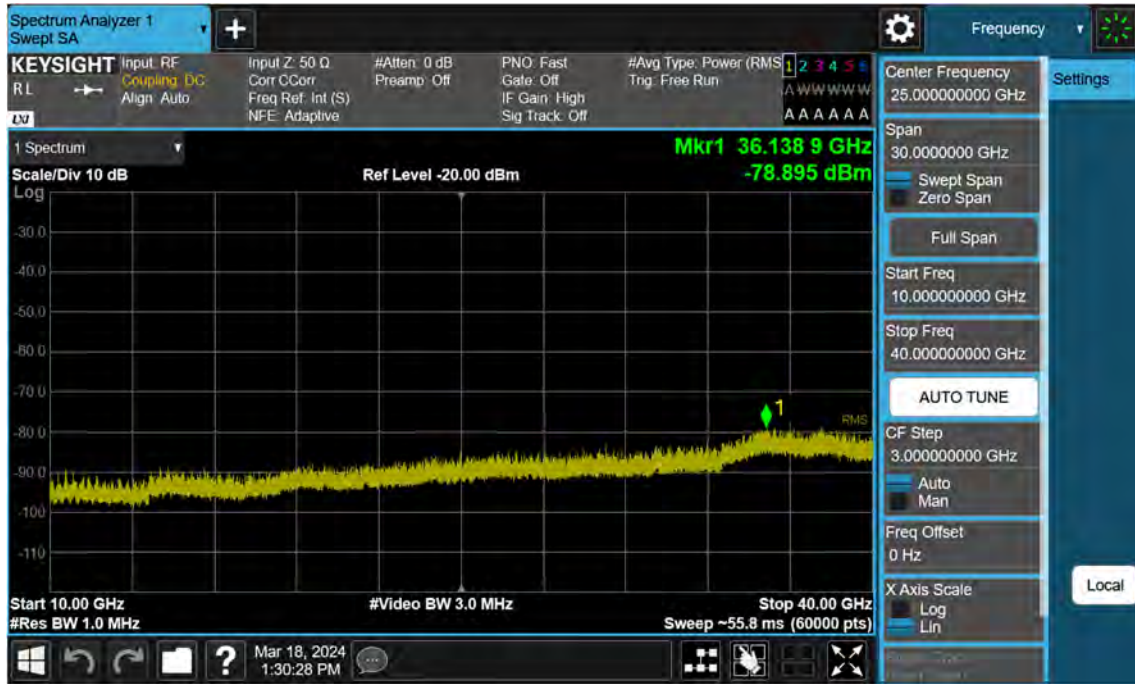 Spectrum Analyzer 1
Swept SA
+
Frequency
KEYSIGHT
RL
LXI
Input: RF
Coupling: DC
Align: Auto
Input Z: 50 Ω
Corr CCorr
Freq Ref: Int (S)
NFE: Adaptive
#Atten: 0 dB
Preamp: Off
PNO: Fast
Gate: Off
IF Gain: High
Sig Track: Off
#Avg Type: Power (RMS
Trig: Free Run
1 2 3 4 5 6
A W W W W W
A A A A A A
1 Spectrum
Mkr1 36.138 9 GHz
Scale/Div 10 dB
Ref Level -20.00 dBm
-78.895 dBm
Log
-30.0
-40.0
-50.0
-60.0
-70.0
-80.0
-90.0
-100
-110
1
RMS
Start 10.00 GHz
#Video BW 3.0 MHz
Stop 40.00 GHz
#Res BW 1.0 MHz
Sweep ~55.8 ms (60000 pts)
Center Frequency
25.000000000 GHz
Settings
Span
30.0000000 GHz
Swept Span
Zero Span
Full Span
Start Freq
10.000000000 GHz
Stop Freq
40.000000000 GHz
AUTO TUNE
CF Step
3.000000000 GHz
Auto
Man
Freq Offset
0 Hz
X Axis Scale
Log
Lin
Local
?
Mar 18, 2024
1:30:28 PM